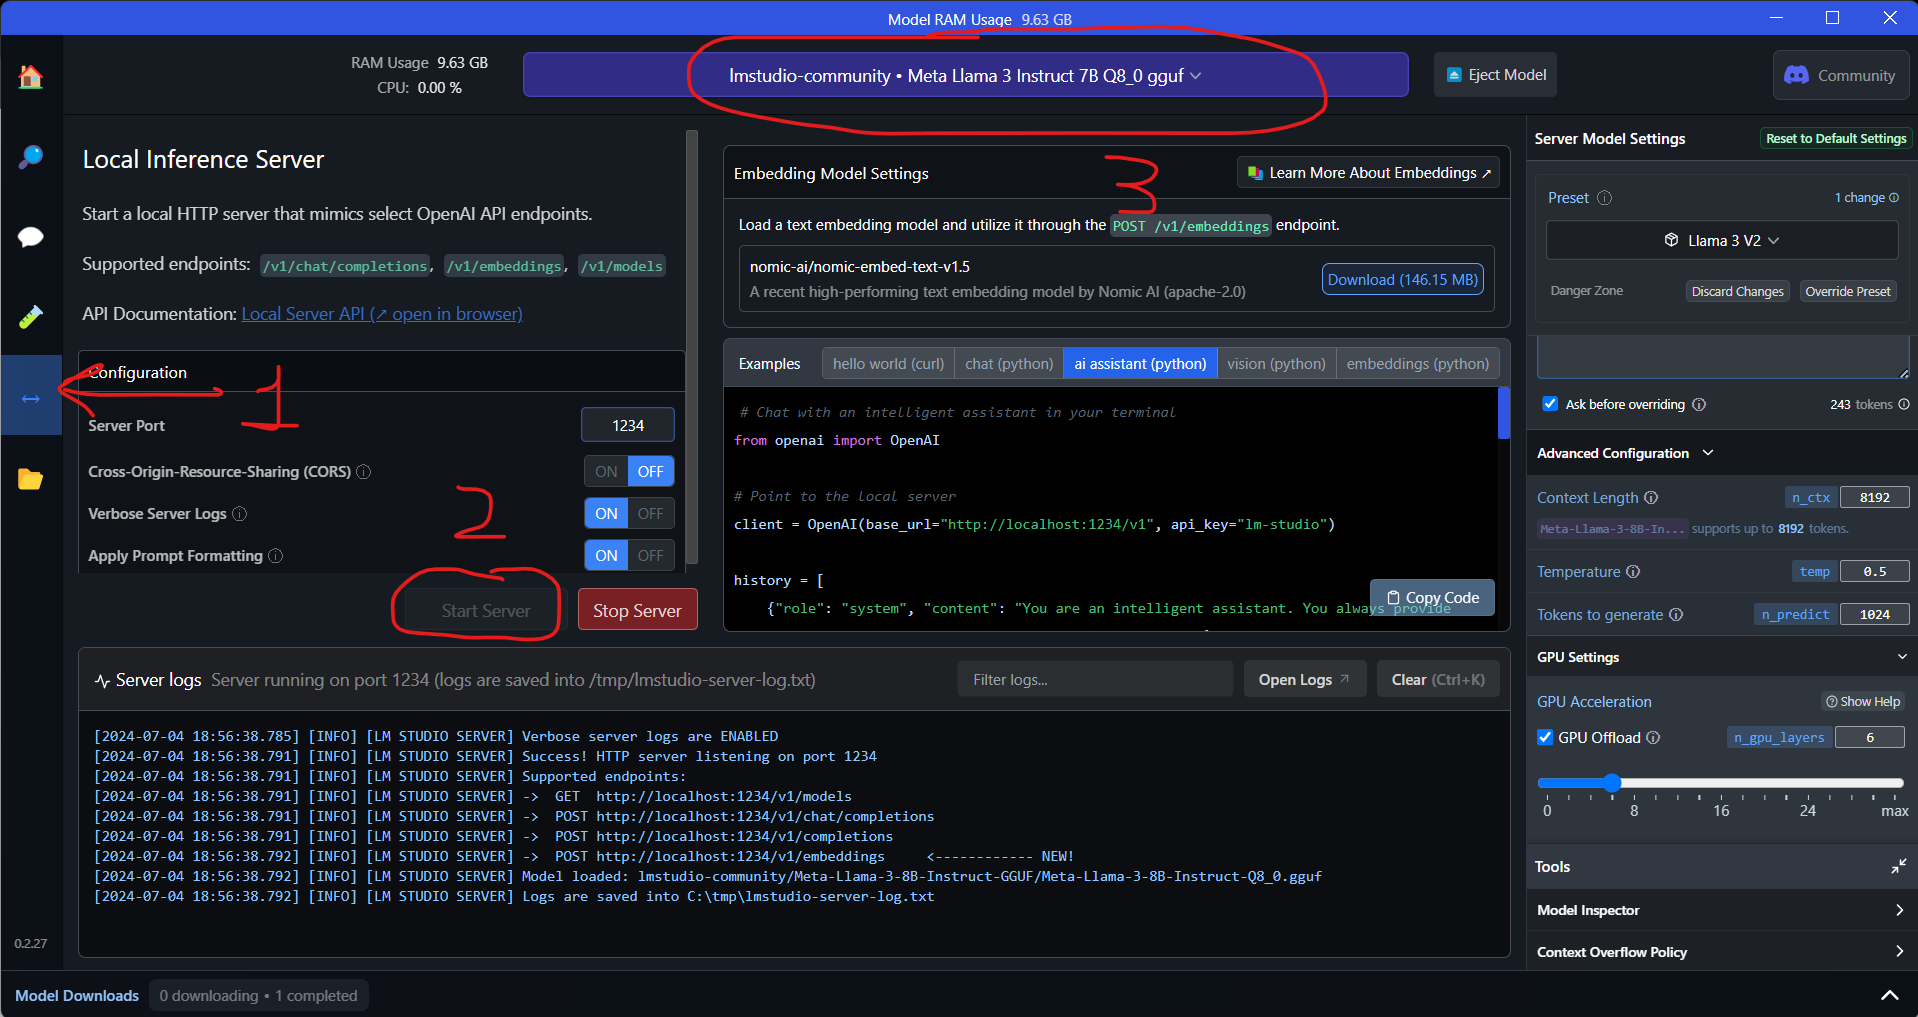 Model RAM Usage 9.63 GB
RAM Usage 9.63 GB
CPU: 0.00 %
lmstudio-community • Meta Llama 3 Instruct 7B Q8_0 gguf
Eject Model
Community
Local Inference Server
Start a local HTTP server that mimics select OpenAI API endpoints.
Supported endpoints: /v1/chat/completions, /v1/embeddings, /v1/models
API Documentation: Local Server API (↗ open in browser)
Configuration
1
Server Port 1234
Cross-Origin-Resource-Sharing (CORS) ON OFF
Verbose Server Logs ON OFF
2
Apply Prompt Formatting ON OFF
Start Server
Stop Server
Embedding Model Settings
3
Learn More About Embeddings ↗
Load a text embedding model and utilize it through the POST /v1/embeddings endpoint.
nomic-ai/nomic-embed-text-v1.5
A recent high-performing text embedding model by Nomic AI (apache-2.0)
Download (146.15 MB)
Examples
hello world (curl)
chat (python)
ai assistant (python)
vision (python)
embeddings (python)
# Chat with an intelligent assistant in your terminal
from openai import OpenAI
# Point to the local server
client = OpenAI(base_url="http://localhost:1234/v1", api_key="lm-studio")
history = [
{"role": "system", "content": "You are an intelligent assistant. You always provide
Copy Code
Server logs Server running on port 1234 (logs are saved into /tmp/lmstudio-server-log.txt)
Filter logs...
Open Logs ↗
Clear (Ctrl+K)
[2024-07-04 18:56:38.785] [INFO] [LM STUDIO SERVER] Verbose server logs are ENABLED
[2024-07-04 18:56:38.791] [INFO] [LM STUDIO SERVER] Success! HTTP server listening on port 1234
[2024-07-04 18:56:38.791] [INFO] [LM STUDIO SERVER] Supported endpoints:
[2024-07-04 18:56:38.791] [INFO] [LM STUDIO SERVER] -> GET http://localhost:1234/v1/models
[2024-07-04 18:56:38.791] [INFO] [LM STUDIO SERVER] -> POST http://localhost:1234/v1/chat/completions
[2024-07-04 18:56:38.791] [INFO] [LM STUDIO SERVER] -> POST http://localhost:1234/v1/completions
[2024-07-04 18:56:38.792] [INFO] [LM STUDIO SERVER] -> POST http://localhost:1234/v1/embeddings <------------ NEW!
[2024-07-04 18:56:38.792] [INFO] [LM STUDIO SERVER] Model loaded: lmstudio-community/Meta-Llama-3-8B-Instruct-GGUF/Meta-Llama-3-8B-Instruct-Q8_0.gguf
[2024-07-04 18:56:38.792] [INFO] [LM STUDIO SERVER] Logs are saved into C:\tmp\lmstudio-server-log.txt
Server Model Settings
Reset to Default Settings
Preset
1 change
Llama 3 V2
Danger Zone
Discard Changes
Override Preset
Ask before overriding
243 tokens
Advanced Configuration
Context Length n_ctx 8192
Meta-Llama-3-8B-In... supports up to 8192 tokens.
Temperature temp 0.5
Tokens to generate n_predict 1024
GPU Settings
GPU Acceleration
Show Help
GPU Offload n_gpu_layers 6
0 8 16 24 max
Tools
Model Inspector
Context Overflow Policy
0.2.27
Model Downloads 0 downloading • 1 completed